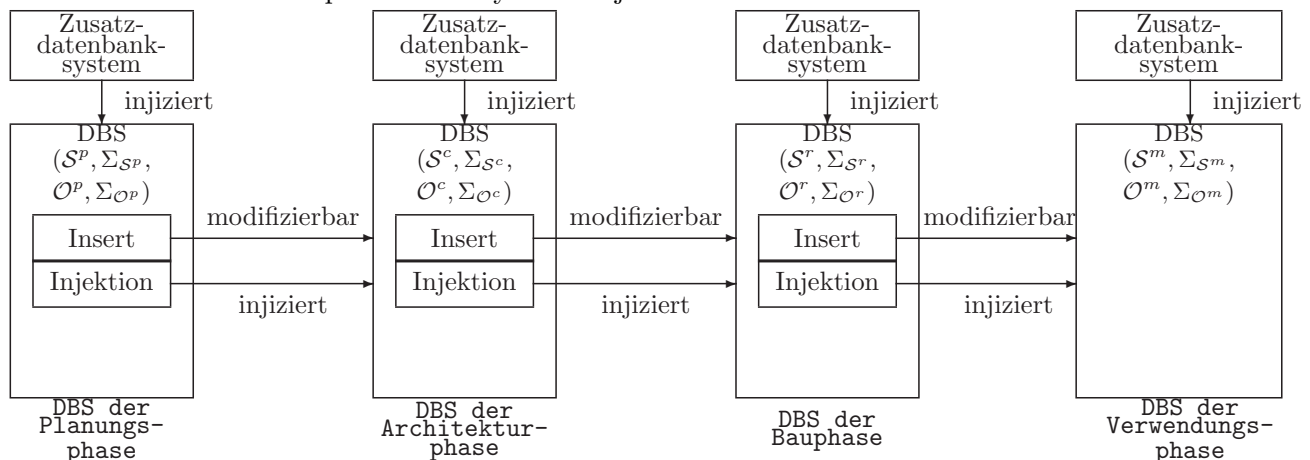 Zusatz-
datenbank-
system
Zusatz-
datenbank-
system
Zusatz-
datenbank-
system
Zusatz-
datenbank-
system
injiziert
injiziert
injiziert
injiziert
DBS
(𝒮^p, Σ_{𝒮^p},
𝒪^p, Σ_{𝒪^p})
DBS
(𝒮^c, Σ_{𝒮^c},
𝒪^c, Σ_{𝒪^c})
DBS
(𝒮^r, Σ_{𝒮^r},
𝒪^r, Σ_{𝒪^r})
DBS
(𝒮^m, Σ_{𝒮^m},
𝒪^m, Σ_{𝒪^m})
Insert
modifizierbar
Insert
modifizierbar
Insert
modifizierbar
Injektion
injiziert
Injektion
injiziert
Injektion
injiziert
DBS der
Planungs-
phase
DBS der
Architektur-
phase
DBS der
Bauphase
DBS der
Verwendungs-
phase